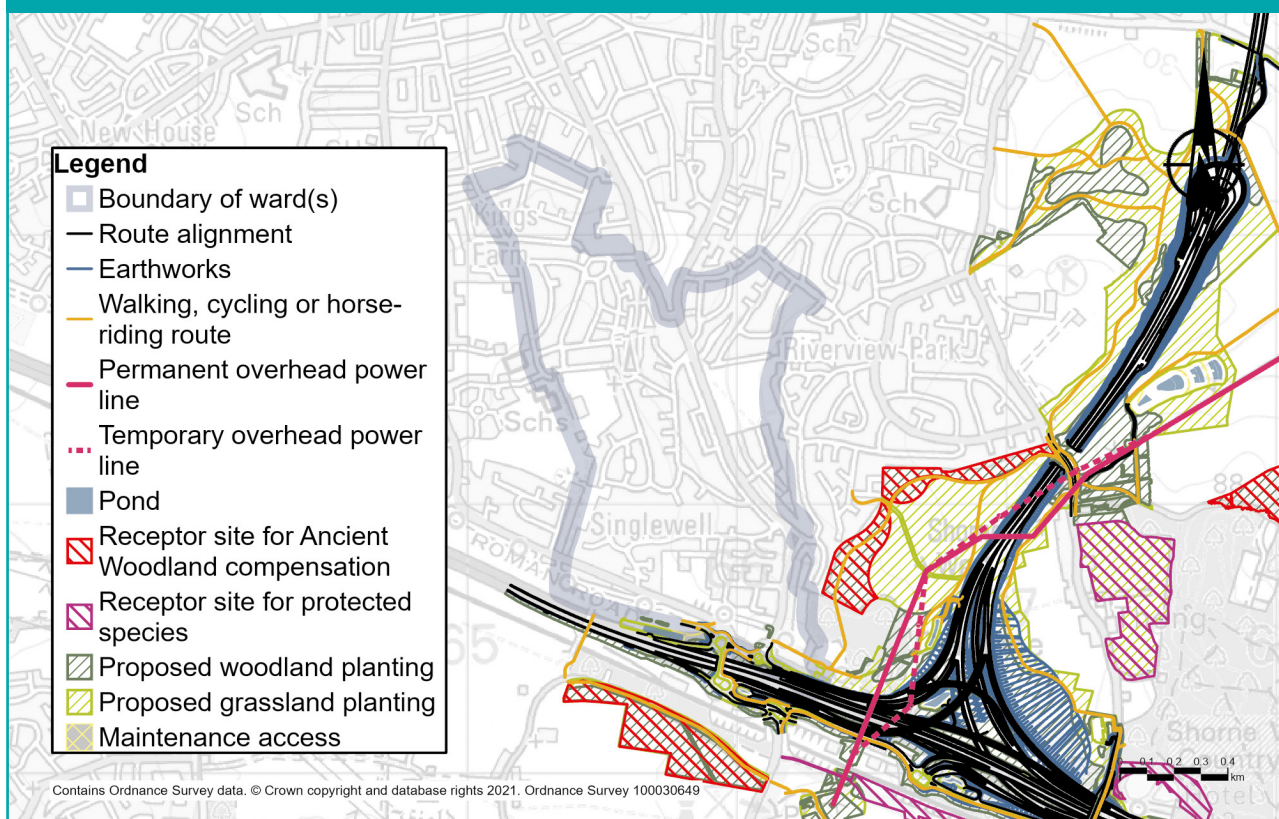 Sch
Sch
New House
Legend
Boundary of ward(s)
Route alignment
Earthworks
Walking, cycling or horse-
riding route
Permanent overhead power
line
Temporary overhead power
line
Pond
Receptor site for Ancient
Woodland compensation
Receptor site for protected
species
Proposed woodland planting
Proposed grassland planting
Maintenance access
Sch
Kings
Farm
Riverview Park
Schs
Singlewell
ROMAN ROAD
65
Shorne
0 0.1 0.2 0.3 0.4
km
Contains Ordnance Survey data. © Crown copyright and database rights 2021. Ordnance Survey 100030649